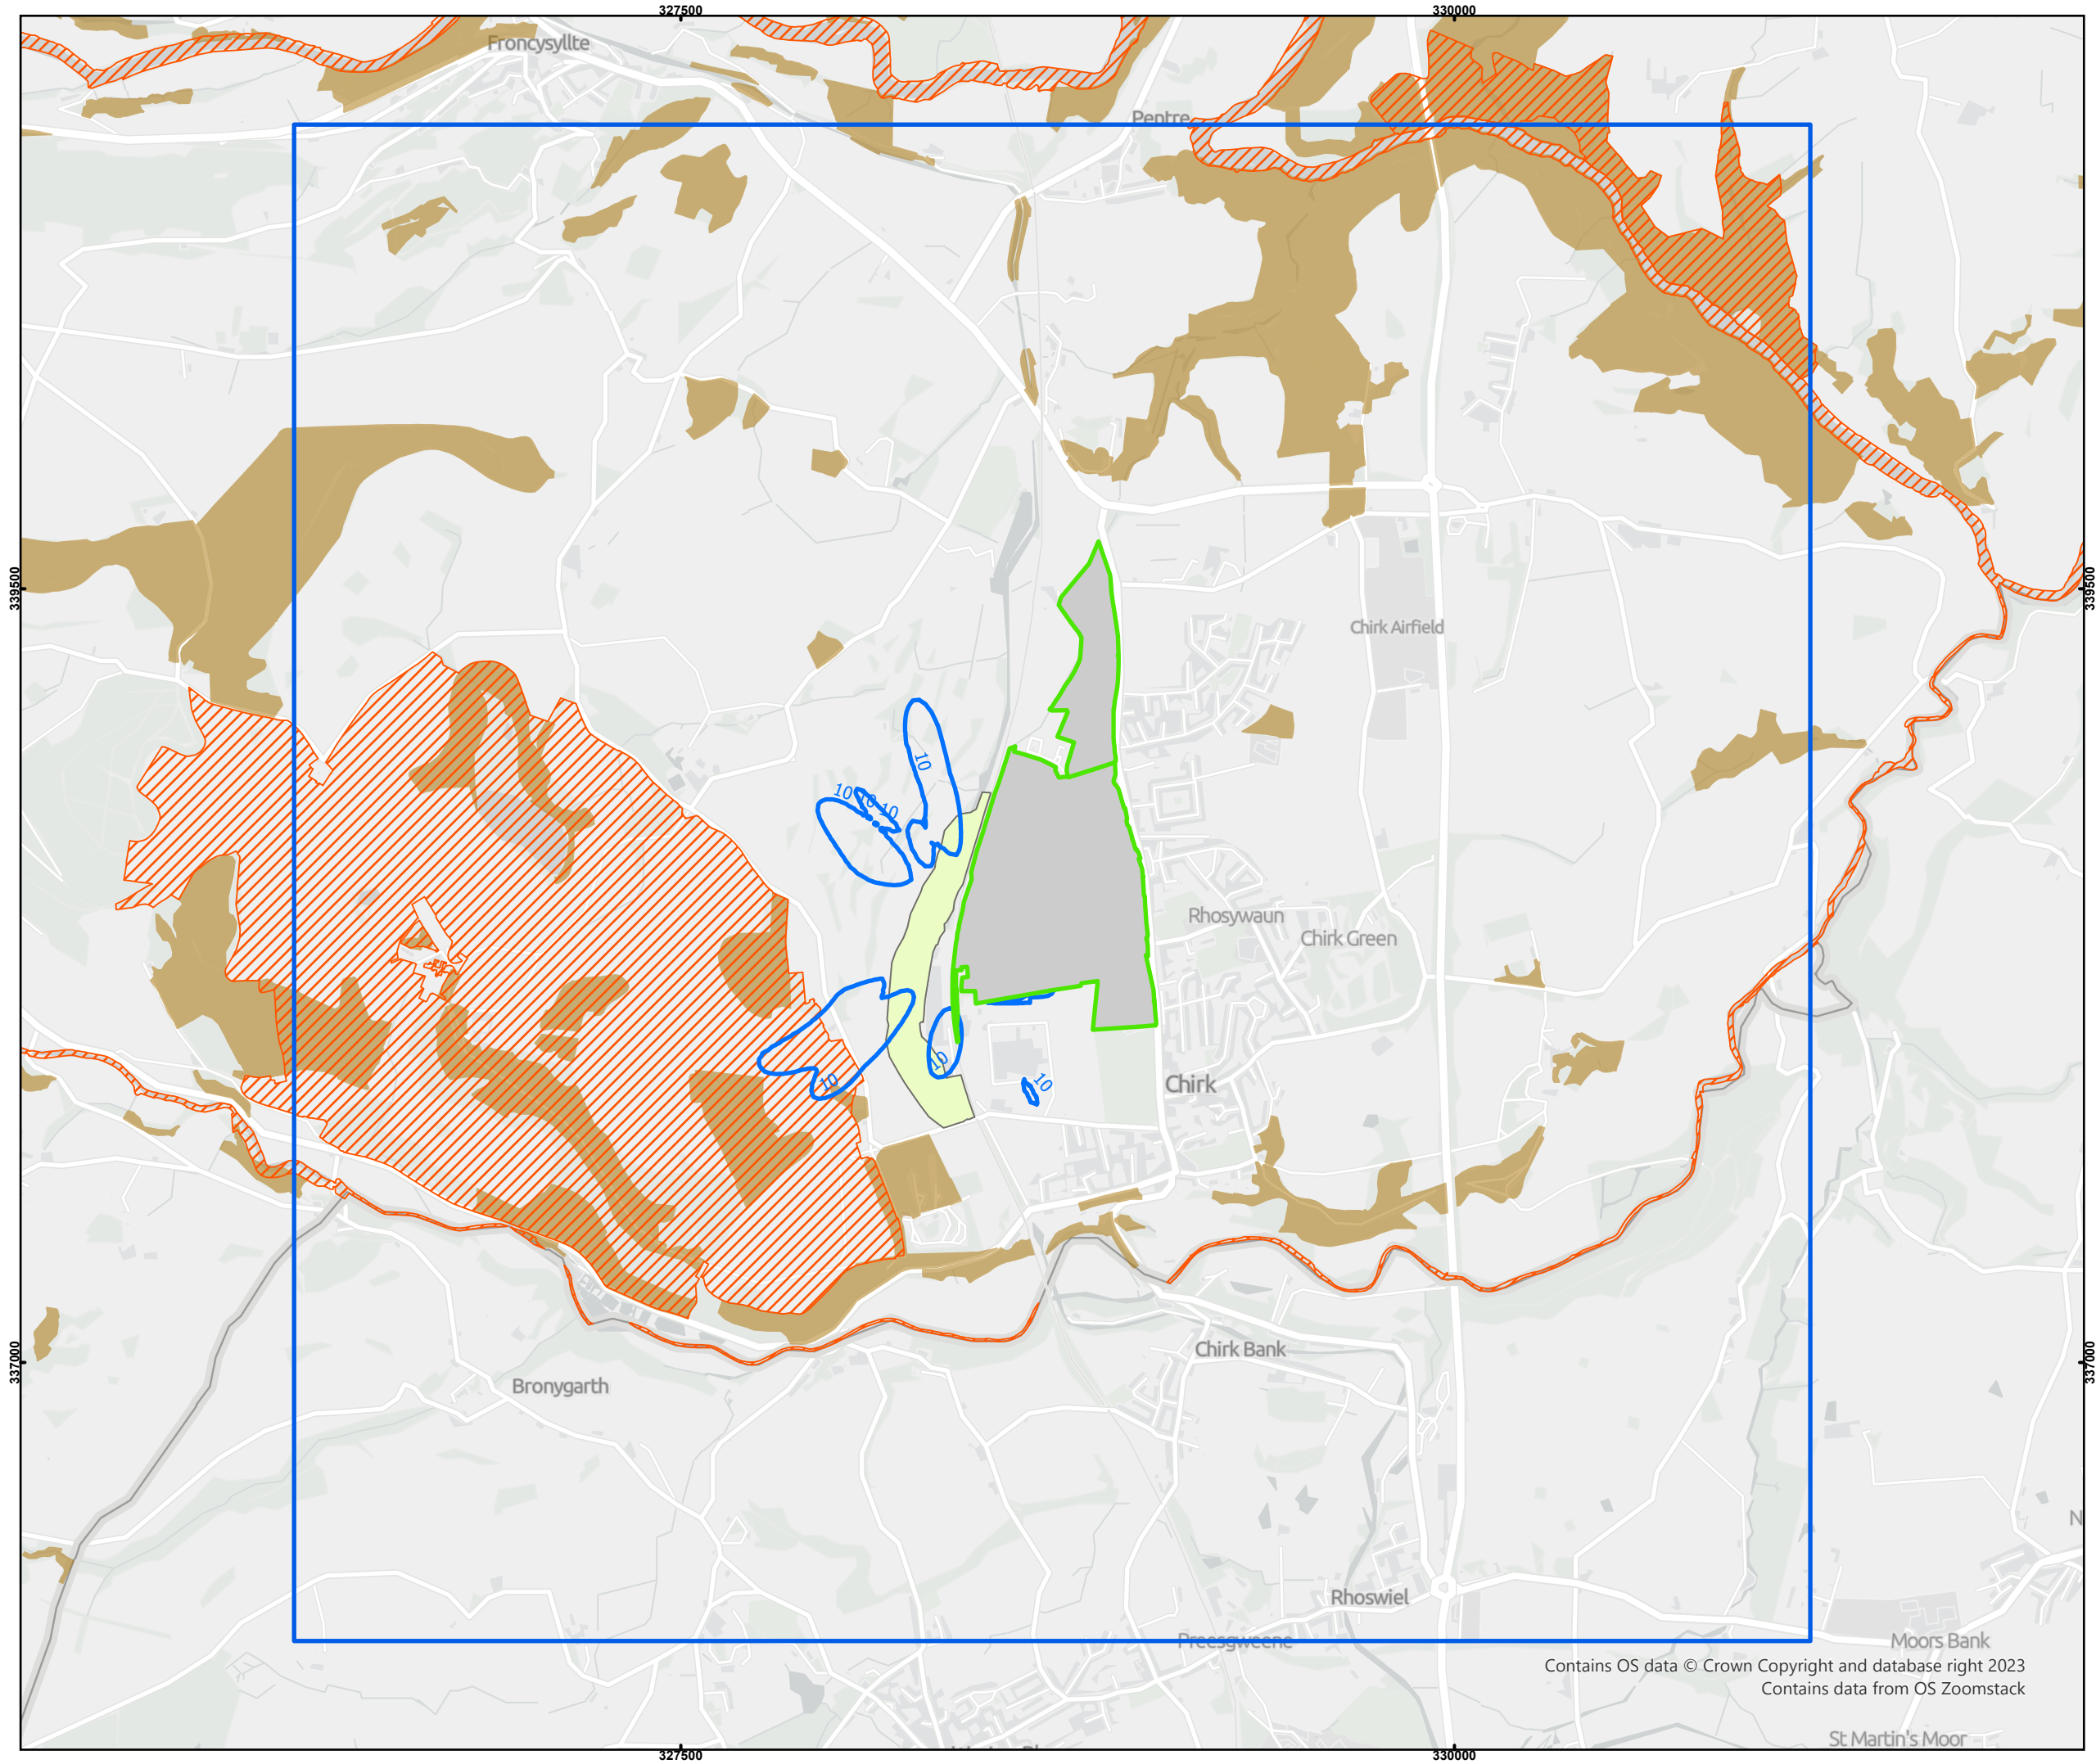 327500
330000
Froncysyllte
Pentre
339500
339500
Chirk Airfield
10
10
10
10
Rhosywaun
Chirk Green
10
10
10
Chirk
Chirk Bank
337000
337000
Bronygarth
N
Rhoswiel
Preesgweene
Moors Bank
Contains OS data © Crown Copyright and database right 2023
Contains data from OS Zoomstack
St Martin's Moor
327500
330000